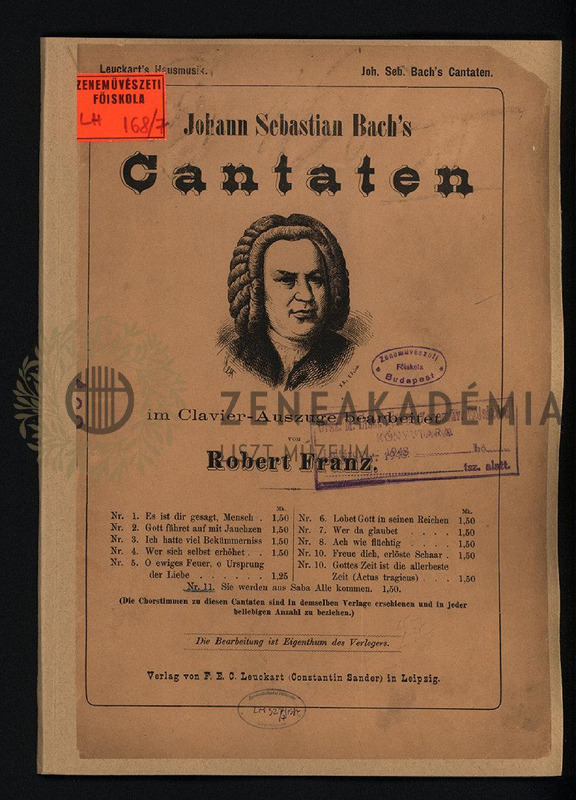 Leuckart's Hausmusik.
Joh. Seb. Bach's Cantaten.
ZENEMŰVÉSZETI
FŐISKOLA
LH 168/7
Johann Sebastian Bach's
Cantaten
Zeneművészeti
Főiskola
Budapest
ZENEAKADÉMIA
LISZT MÚZEUM
im Clavier-Auszuge bearbeitet
von
KÖNYVTÁRA
tsz. alatt.
Robert Franz.
Mk.
Nr. 1. Es ist dir gesagt, Mensch . 1,50
Nr. 2. Gott fähret auf mit Jauchzen 1,50
Nr. 3. Ich hatte viel Bekümmerniss 1,50
Nr. 4. Wer sich selbst erhöhet . . 1,50
Nr. 5. O ewiges Feuer, o Ursprung
der Liebe . . . . . . . 1,25
Mk.
Nr. 6. Lobet Gott in seinen Reichen 1,50
Nr. 7. Wer da glaubet . . . . 1,50
Nr. 8. Ach wie flüchtig . . . . 1,50
Nr. 10. Freue dich, erlöste Schaar . 1,50
Nr. 10. Gottes Zeit ist die allerbeste
Zeit (Actus tragicus) . . . 1,50
Nr. 11. Sie werden aus Saba Alle kommen. 1,50.
(Die Chorstimmen zu diesen Cantaten sind in demselben Verlage erschienen und in jeder
beliebigen Anzahl zu beziehen.)
Die Bearbeitung ist Eigenthum des Verlegers.
Verlag von F. E. C. Leuckart (Constantin Sander) in Leipzig.